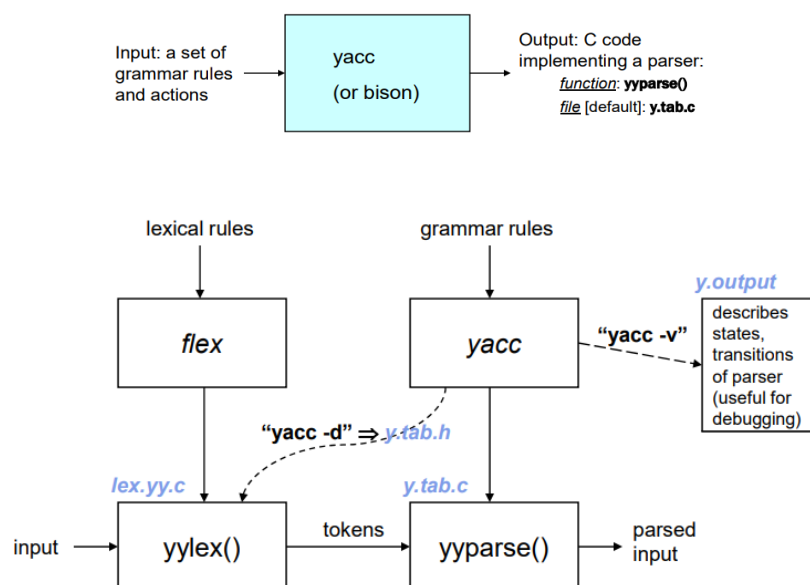 Input: a set of
grammar rules
and actions
yacc
(or bison)
Output: C code
implementing a parser:
function: yyparse()
file [default]: y.tab.c
lexical rules
grammar rules
flex
yacc
“yacc -v”
y.output
describes
states,
transitions
of parser
(useful for
debugging)
“yacc -d” ⇒ y.tab.h
lex.yy.c
y.tab.c
input
yylex()
tokens
yyparse()
parsed
input